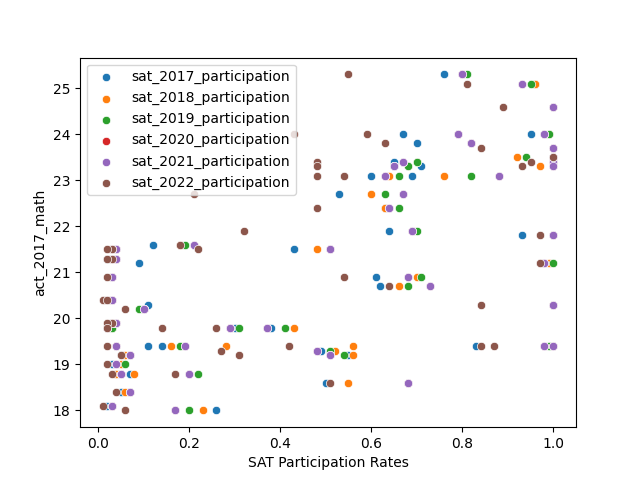 sat_2017_participation
sat_2018_participation
sat_2019_participation
sat_2020_participation
sat_2021_participation
sat_2022_participation
25
24
23
22
21
20
19
18
act_2017_math
0.0 0.2 0.4 0.6 0.8 1.0
SAT Participation Rates